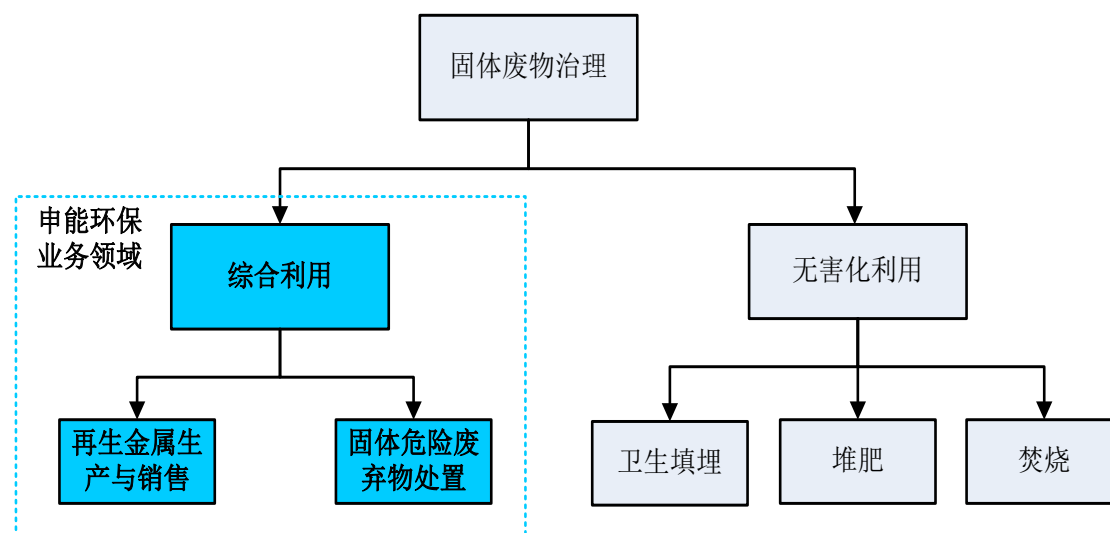 固体废物治理
申能环保
业务领域
综合利用
无害化利用
再生金属生
产与销售
固体危险废
弃物处置
卫生填埋
堆肥
焚烧